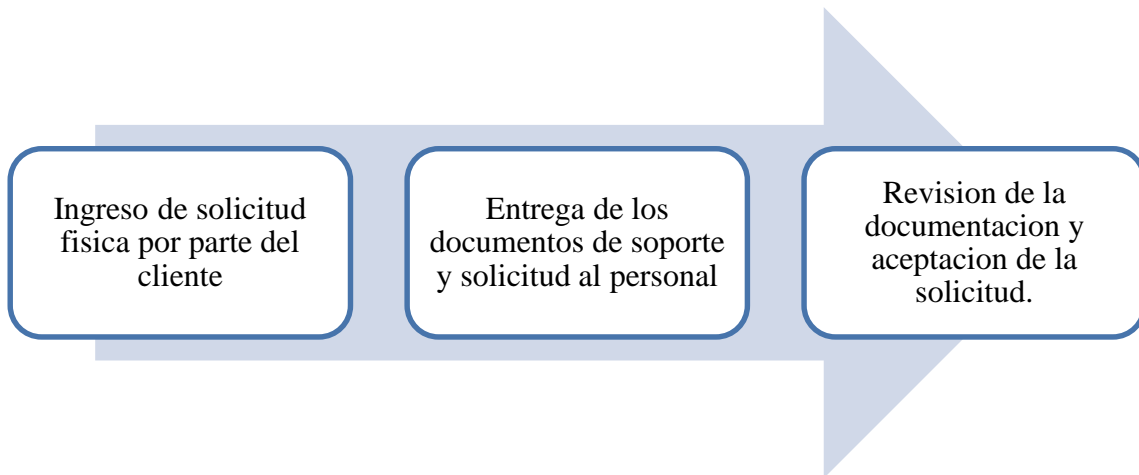 Ingreso de solicitud
fisica por parte del
cliente
Entrega de los
documentos de soporte
y solicitud al personal
Revision de la
documentacion y
aceptacion de la
solicitud.